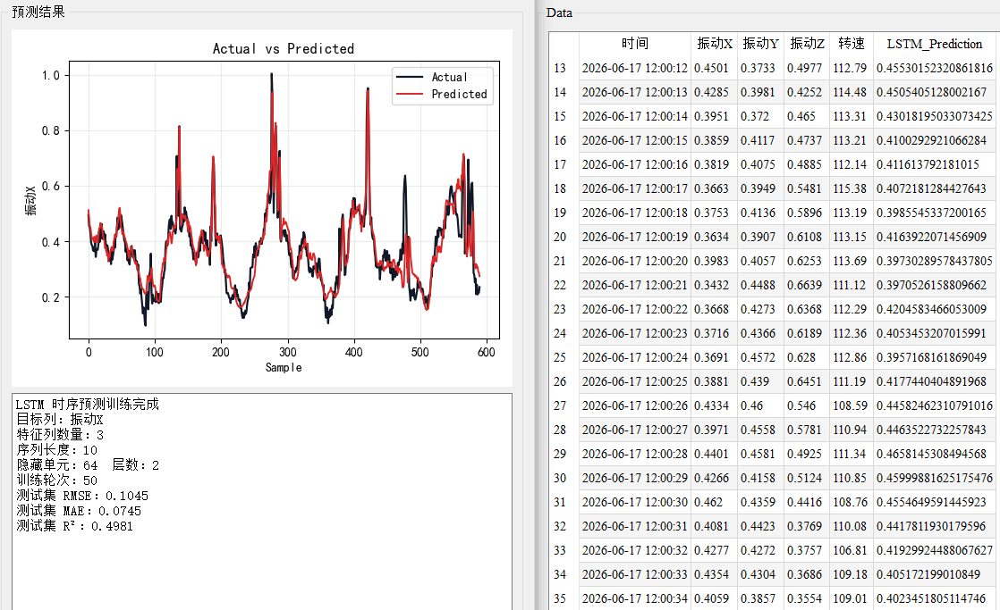 预测结果
Actual vs Predicted
Actual
Predicted
1.0
0.8
0.6
0.4
0.2
振动X
0 100 200 300 400 500 600
Sample
LSTM 时序预测训练完成
目标列: 振动X
特征列数量: 3
序列长度: 10
隐藏单元: 64 层数: 2
训练轮次: 50
测试集 RMSE: 0.1045
测试集 MAE: 0.0745
测试集 R²: 0.4981
Data
时间 振动X 振动Y 振动Z 转速 LSTM_Prediction
13 2026-06-17 12:00:12 0.4501 0.3733 0.4977 112.79 0.45530152320861816
14 2026-06-17 12:00:13 0.4285 0.3981 0.4252 114.48 0.4505405128002167
15 2026-06-17 12:00:14 0.3951 0.372 0.465 113.31 0.43018195033073425
16 2026-06-17 12:00:15 0.3859 0.4117 0.4737 113.21 0.4100292921066284
17 2026-06-17 12:00:16 0.3819 0.4075 0.4885 112.14 0.411613792181015
18 2026-06-17 12:00:17 0.3663 0.3949 0.5481 115.38 0.4072181284427643
19 2026-06-17 12:00:18 0.3753 0.4136 0.5896 113.19 0.3985545337200165
20 2026-06-17 12:00:19 0.3634 0.3907 0.6108 113.15 0.4163922071456909
21 2026-06-17 12:00:20 0.3983 0.4057 0.6253 113.69 0.39730289578437805
22 2026-06-17 12:00:21 0.3432 0.4488 0.6639 111.12 0.3970526158809662
23 2026-06-17 12:00:22 0.3668 0.4273 0.6368 112.29 0.4204583466053009
24 2026-06-17 12:00:23 0.3716 0.4366 0.6189 112.36 0.4053453207015991
25 2026-06-17 12:00:24 0.3691 0.4572 0.628 112.86 0.3957168161869049
26 2026-06-17 12:00:25 0.3881 0.439 0.6451 111.19 0.4177440404891968
27 2026-06-17 12:00:26 0.4334 0.46 0.546 108.59 0.44582462310791016
28 2026-06-17 12:00:27 0.3971 0.4558 0.5781 110.94 0.4463522732257843
29 2026-06-17 12:00:28 0.4401 0.4581 0.4925 111.34 0.4658145308494568
30 2026-06-17 12:00:29 0.4266 0.4158 0.5124 110.85 0.45999881625175476
31 2026-06-17 12:00:30 0.462 0.4359 0.4416 108.76 0.4554649591445923
32 2026-06-17 12:00:31 0.4081 0.4423 0.3769 110.08 0.4417811930179596
33 2026-06-17 12:00:32 0.4277 0.4272 0.3757 106.81 0.41929924488067627
34 2026-06-17 12:00:33 0.4354 0.4304 0.3686 109.18 0.405172199010849
35 2026-06-17 12:00:34 0.4059 0.3857 0.3554 109.01 0.4023451805114746